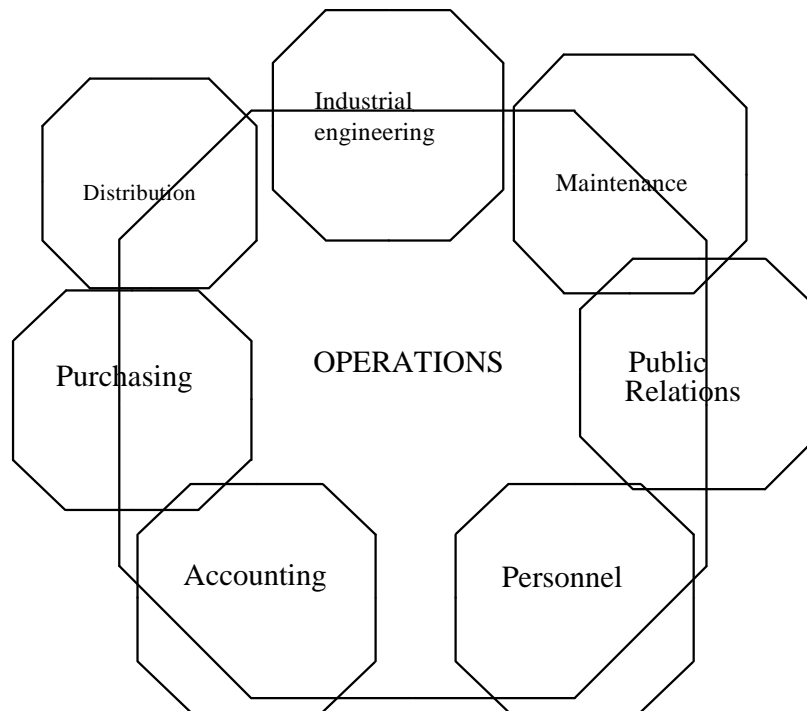 Industrial
engineering
Distribution
Maintenance
OPERATIONS
Purchasing
Public
Relations
Accounting
Personnel